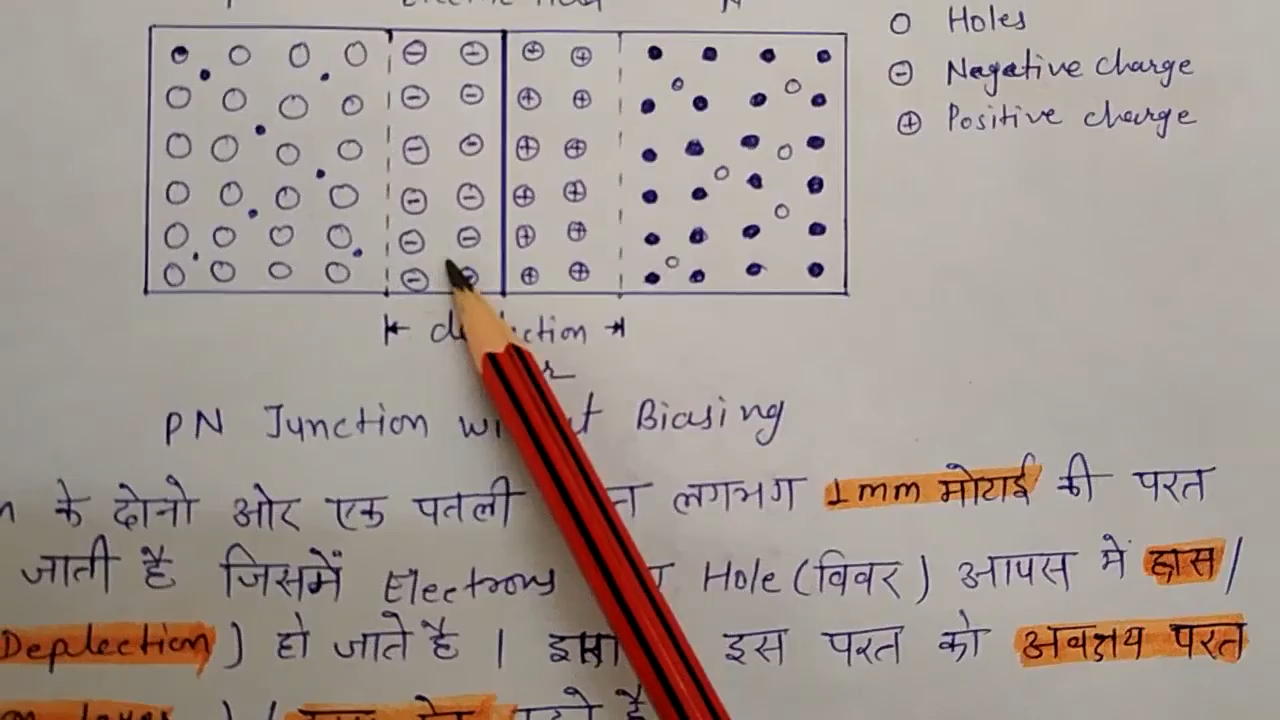 Holes
Negative charge
Positive charge
PN Junction Biasing
के दोनो ओर एक पतली लगभग 1mm मोटाई की परत
जाती है जिसमें Electrons Hole (विवर) आपस में ह्रास/
Deplection) हो जाते है । इस परत को अवक्षय परत